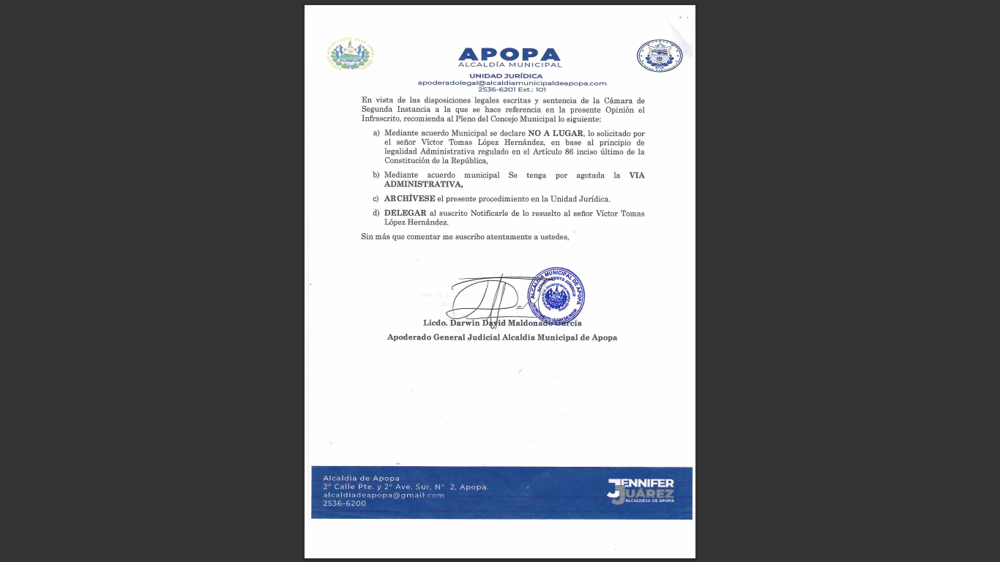 APOPA
ALCALDÍA MUNICIPAL
UNIDAD JURÍDICA
apoderadolegal@alcaldiamunicipaldeapopa.com
2536-6201 Ext.: 101
En vista de las disposiciones legales escritas y sentencia de la Cámara de
Segunda Instancia a la que se hace referencia en la presente Opinión el
Infrascrito, recomienda al Pleno del Concejo Municipal lo siguiente:
a) Mediante acuerdo Municipal se declare NO A LUGAR, lo solicitado por
el señor Víctor Tomas López Hernández, en base al principio de
legalidad Administrativa regulado en el Artículo 86 inciso último de la
Constitución de la República,
b) Mediante acuerdo municipal Se tenga por agotada la VIA
ADMINISTRATIVA,
c) ARCHÍVESE el presente procedimiento en la Unidad Jurídica.
d) DELEGAR al suscrito Notificarle de lo resuelto al señor Víctor Tomas
López Hernández.
Sin más que comentar me suscribo atentamente a ustedes,
ALCALDIA MUNICIPAL DE APOPA
DEPARTAMENTO JURIDICO
DEPARTAMENTO DE SAN SALVADOR
Licdo. Darwin David Maldonado García
Apoderado General Judicial Alcaldía Municipal de Apopa
Alcaldia de Apopa
2° Calle Pte. y 2° Ave. Sur, N° 2, Apopa.
alcaldiadeapopa@gmail.com
2536-6200
JENNIFER
JUÁREZ
ALCALDESA DE APOPA